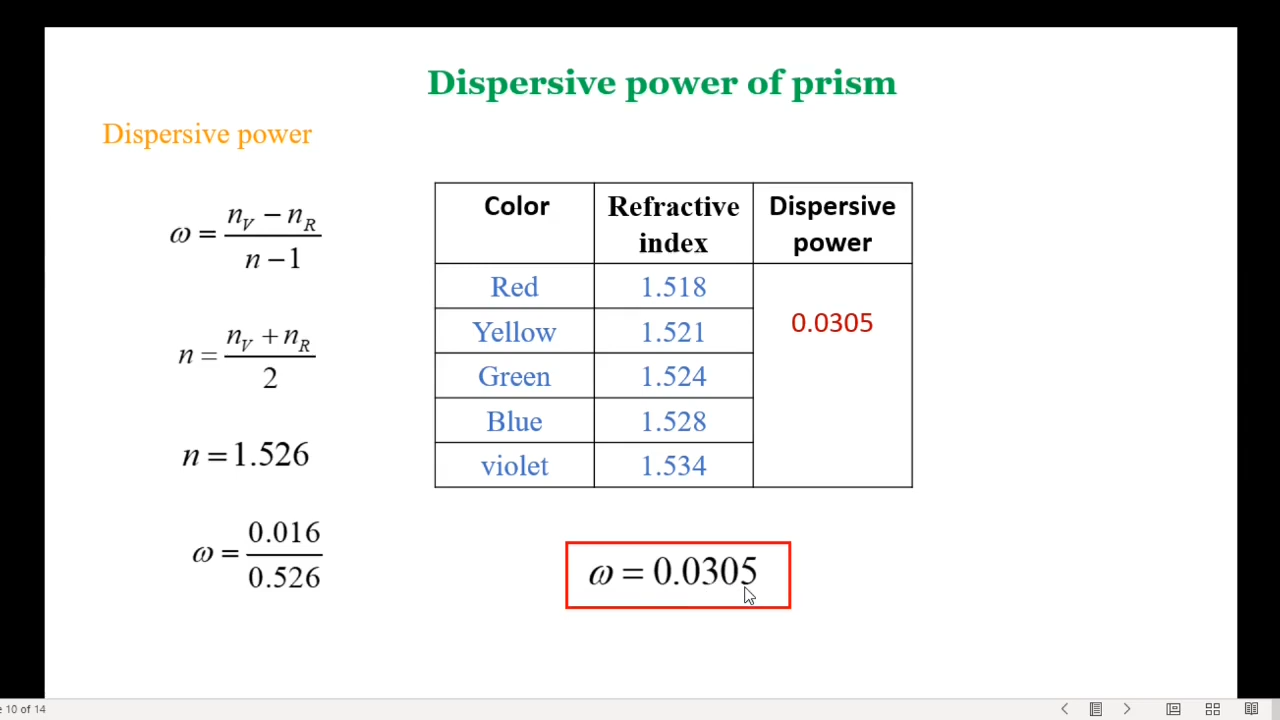 Dispersive power of prism
Dispersive power
ω = (n_V − n_R) / (n − 1)
n = (n_V + n_R) / 2
n = 1.526
ω = 0.016 / 0.526
Color Refractive index Dispersive power
Red 1.518 0.0305
Yellow 1.521
Green 1.524
Blue 1.528
violet 1.534
ω = 0.0305
10 of 14